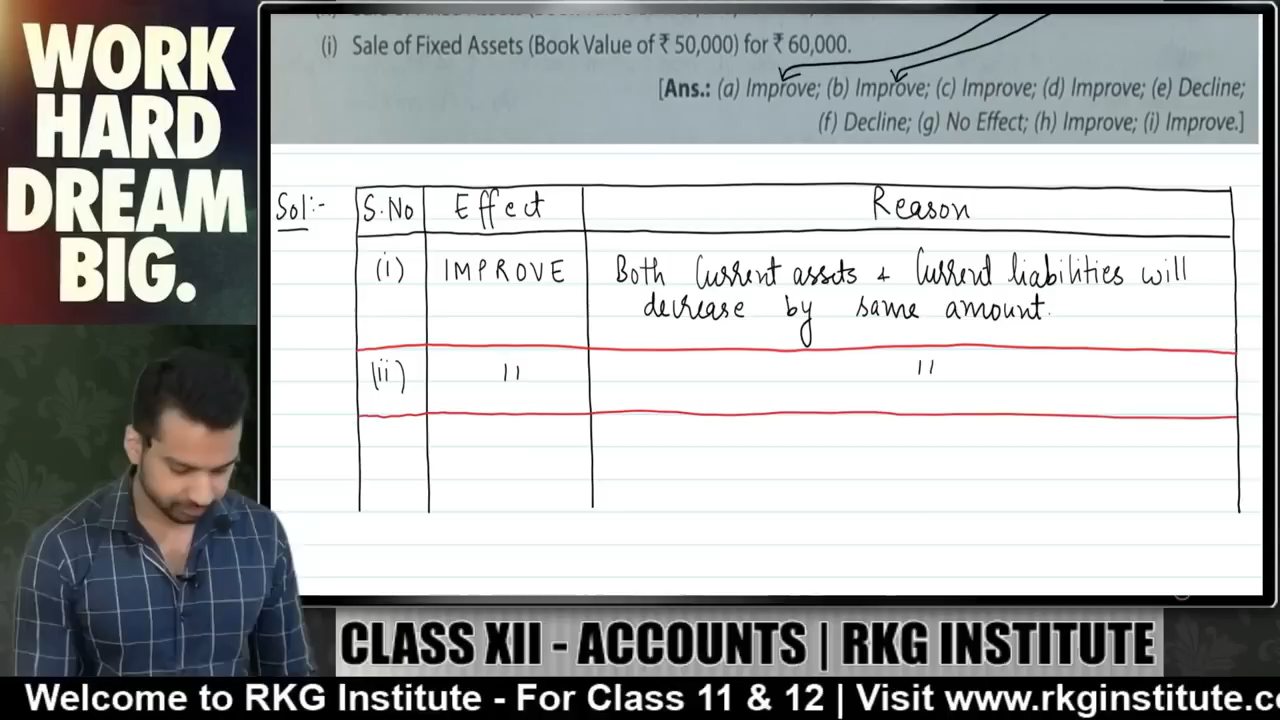 WORK
HARD
DREAM
BIG.
(i) Sale of Fixed Assets (Book Value of ₹ 50,000) for ₹ 60,000.
[Ans.: (a) Improve; (b) Improve; (c) Improve; (d) Improve; (e) Decline;
(f) Decline; (g) No Effect; (h) Improve; (i) Improve.]
Sol:-
S.No Effect Reason
(i) IMPROVE Both Current assets + Current liabilities will
decrease by same amount.
(ii) " "
CLASS XII - ACCOUNTS | RKG INSTITUTE
Welcome to RKG Institute - For Class 11 & 12 | Visit www.rkginstitute.c